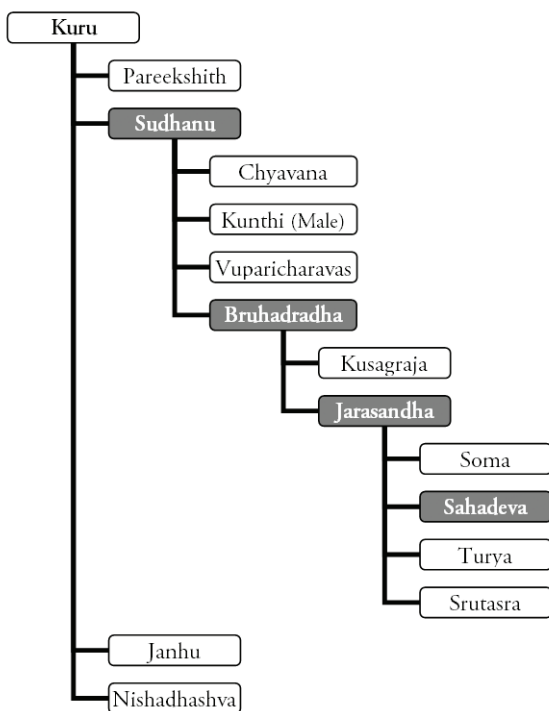 Kuru
Pareekshith
Sudhanu
Chyavana
Kunthi (Male)
Vuparicharavas
Bruhadradha
Kusagraja
Jarasandha
Soma
Sahadeva
Turya
Srutasra
Janhu
Nishadhashva